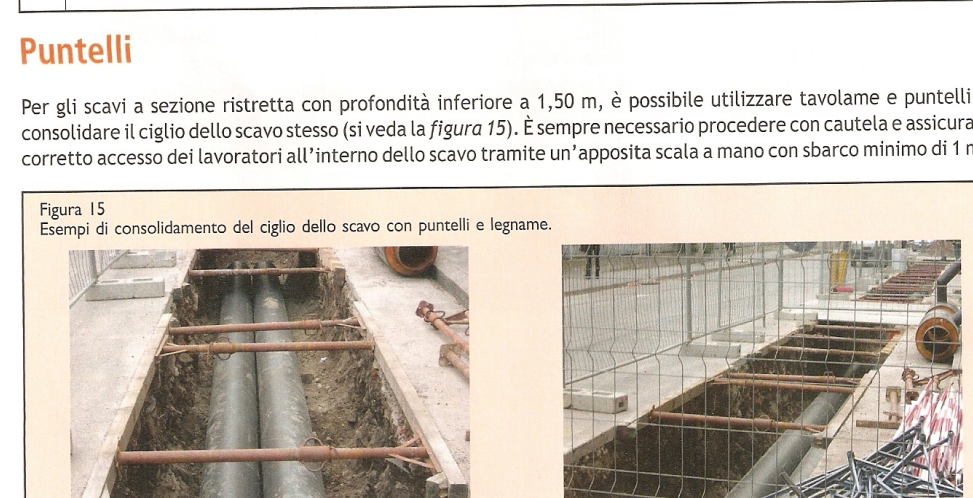 Puntelli
Per gli scavi a sezione ristretta con profondità inferiore a 1,50 m, è possibile utilizzare tavolame e puntelli
consolidare il ciglio dello scavo stesso (si veda la figura 15). È sempre necessario procedere con cautela e assicura
corretto accesso dei lavoratori all'interno dello scavo tramite un'apposita scala a mano con sbarco minimo di 1 m
Figura 15
Esempi di consolidamento del ciglio dello scavo con puntelli e legname.